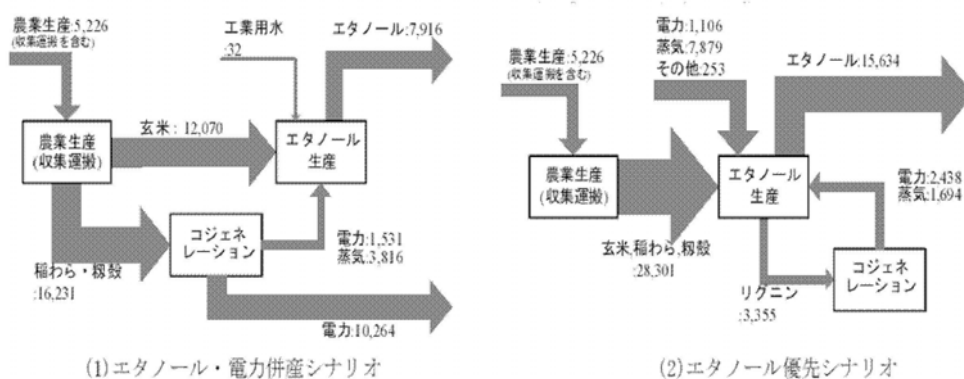 農業生産:5,226
(収集運搬を含む)
工業用水
:32
エタノール:7,916
農業生産
(収集運搬)
玄米：12,070
エタノール
生産
コジェネ
レーション
電力:1,531
蒸気:3,816
稲わら・籾殻
:16,231
電力:10,264
(1)エタノール・電力併産シナリオ
農業生産:5,226
(収集運搬を含む)
電力:1,106
蒸気:7,879
その他:253
エタノール:15,634
農業生産
(収集運搬)
エタノール
生産
電力:2,438
蒸気:1,694
玄米,稲わら,籾殻
:28,301
コジェネ
レーション
リグニン
:3,355
(2)エタノール優先シナリオ